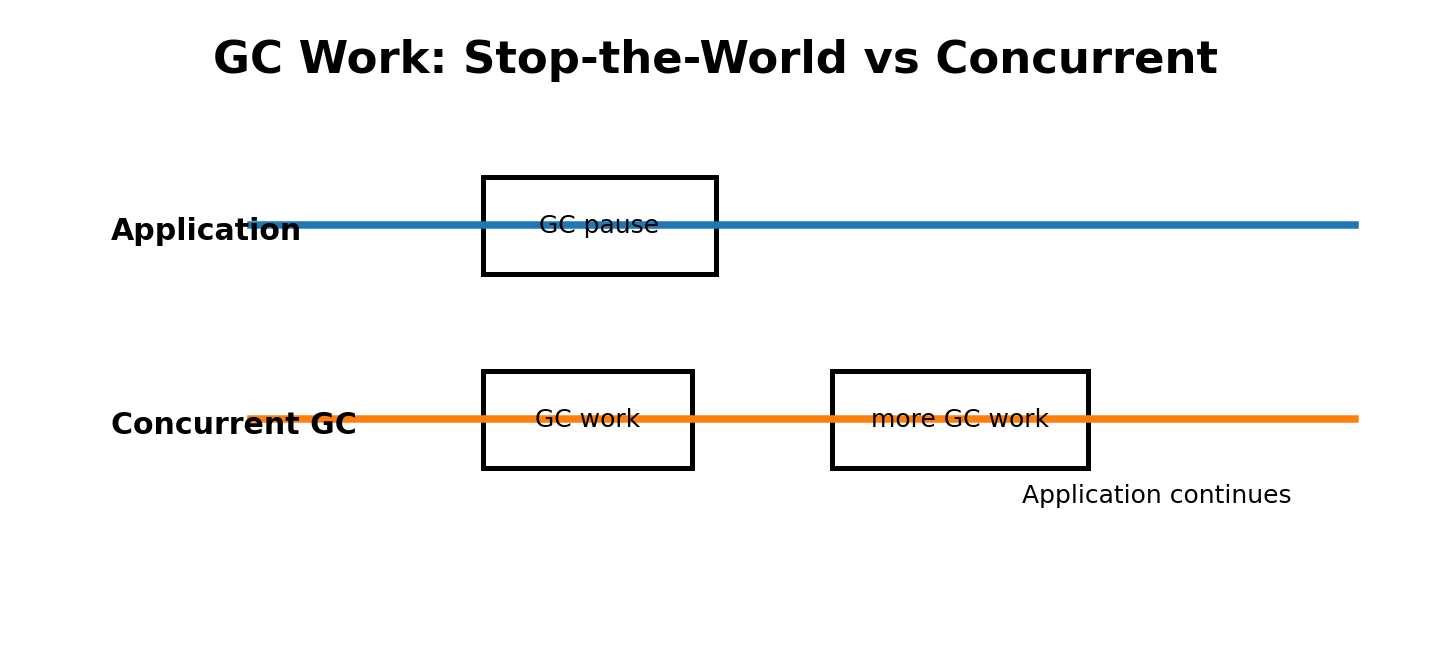 GC Work: Stop-the-World vs Concurrent
Application
GC pause
Concurrent GC
GC work
more GC work
Application continues